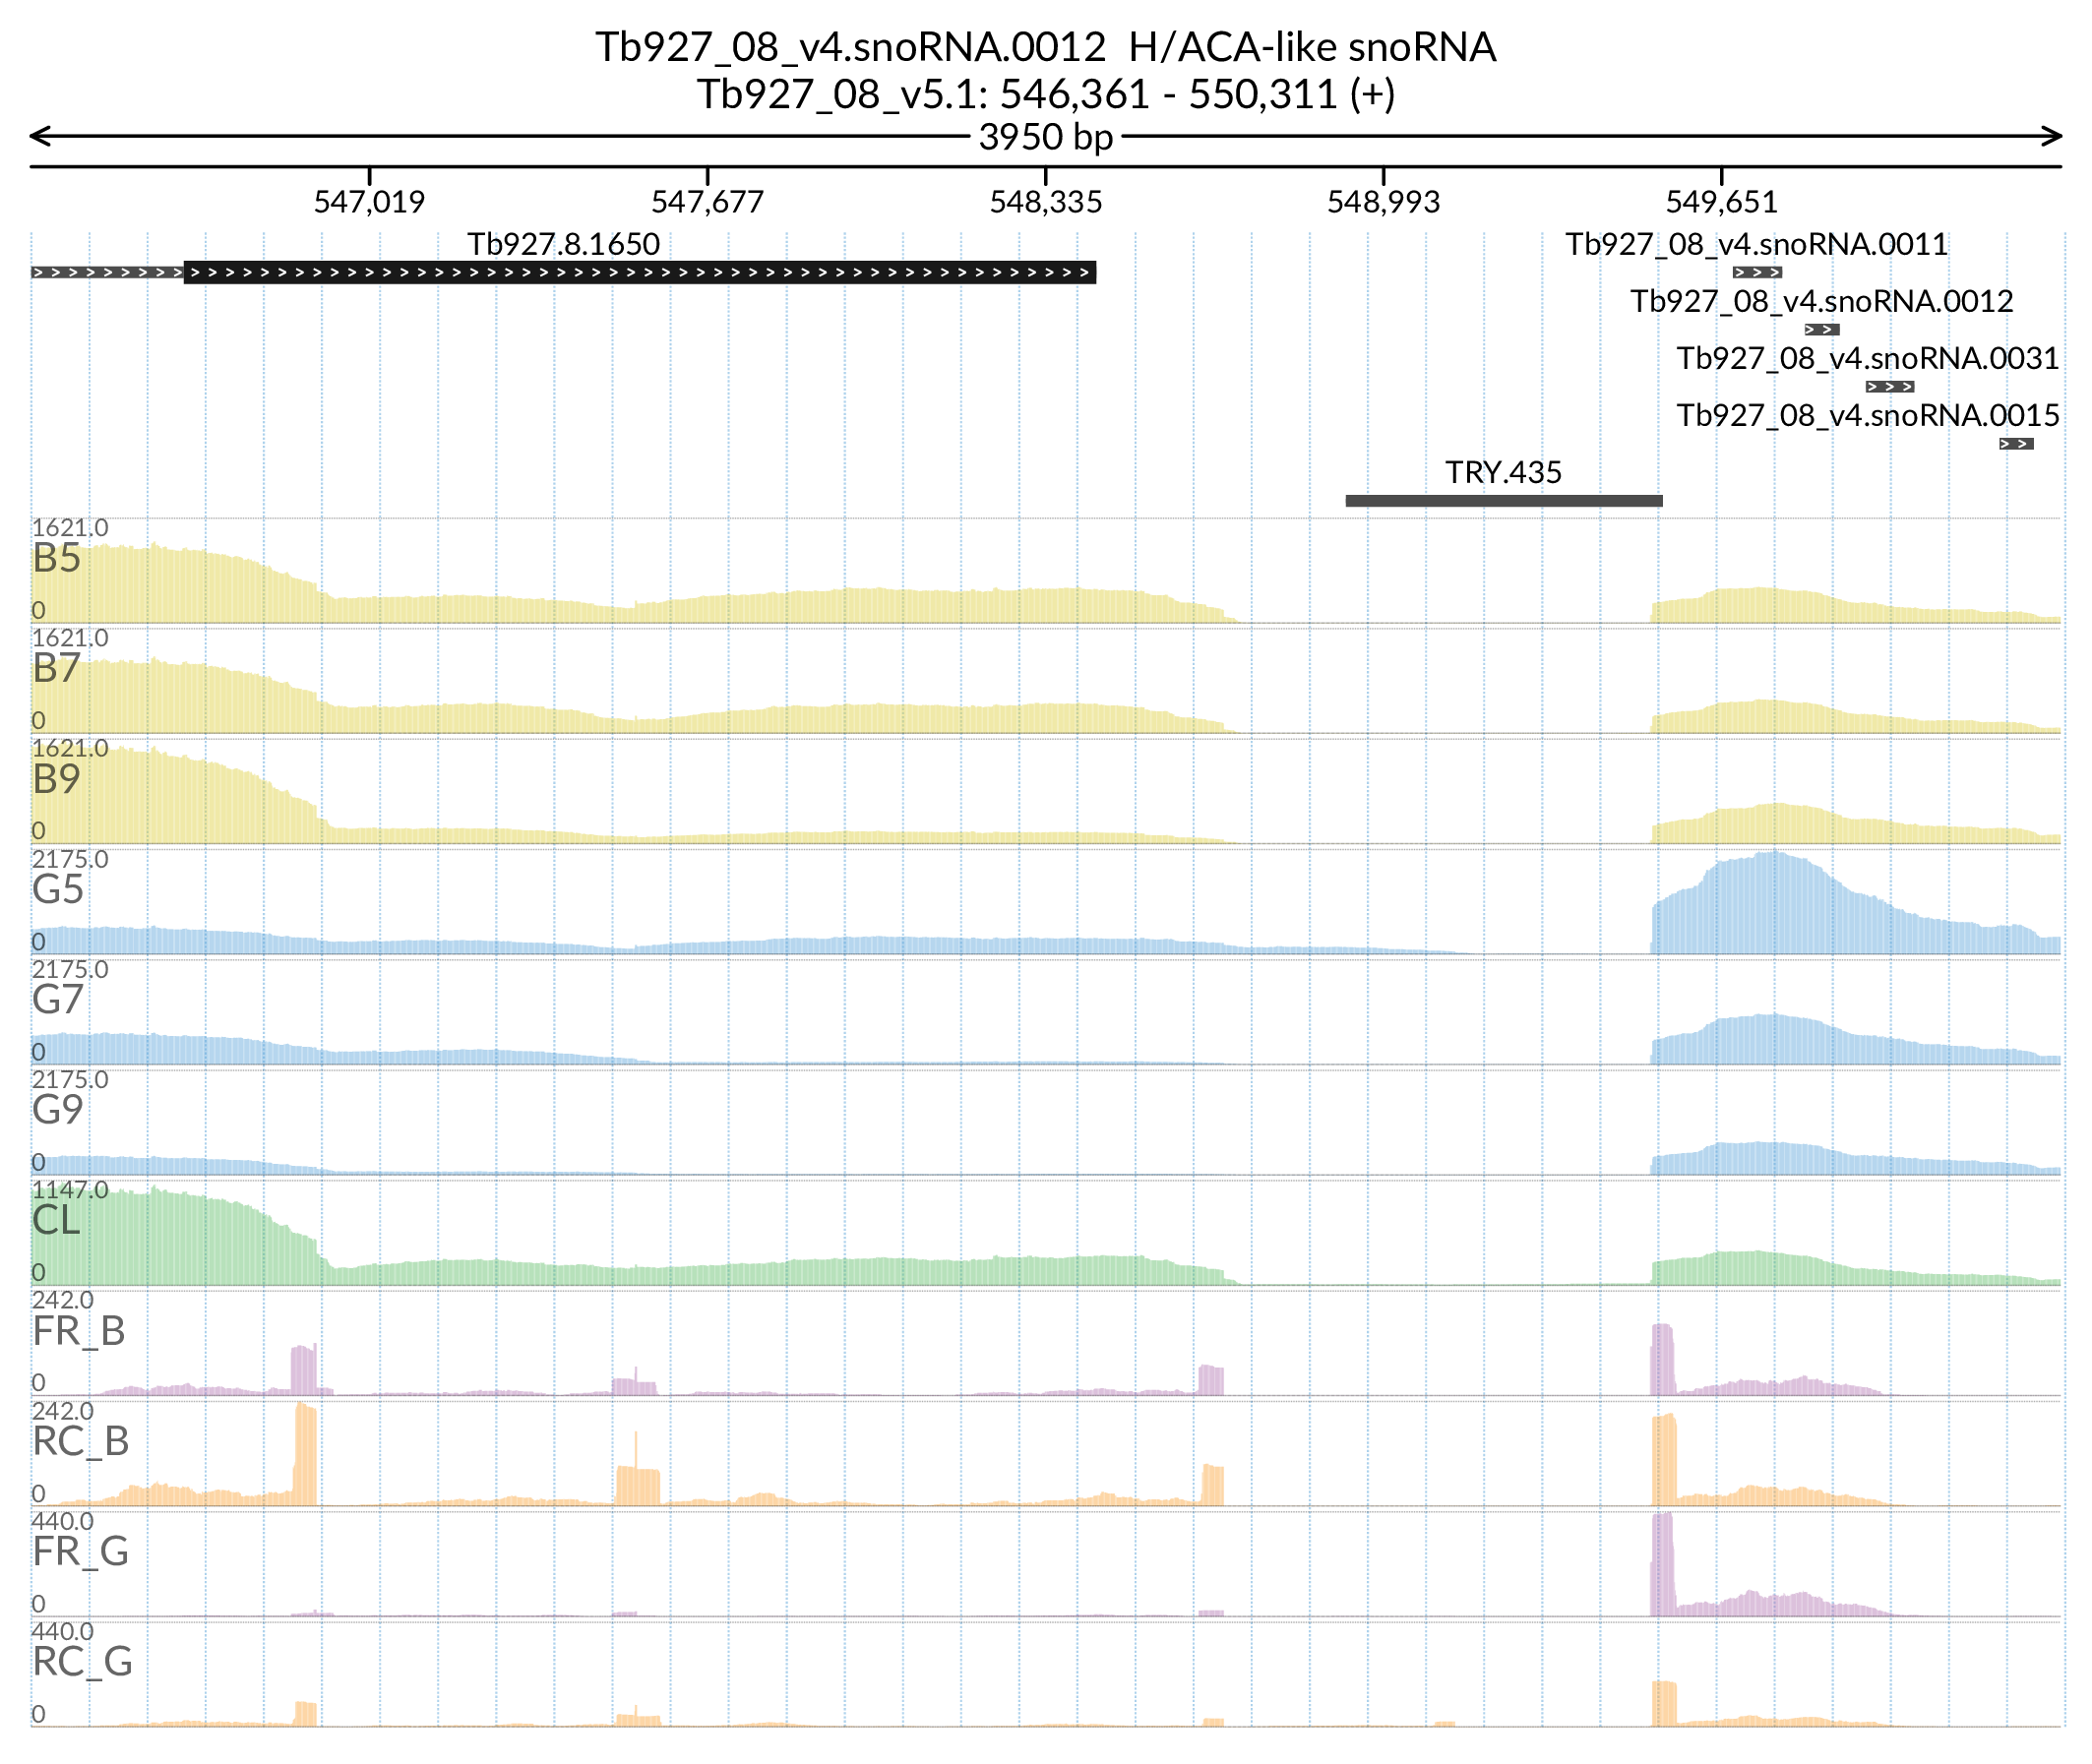 Tb927_08_v4.snoRNA.0012 H/ACA-like snoRNA
Tb927_08_v5.1: 546,361 - 550,311 (+)
3950 bp
547,019 547,677 548,335 548,993 549,651
Tb927.8.1650 Tb927_08_v4.snoRNA.0011
Tb927_08_v4.snoRNA.0012
Tb927_08_v4.snoRNA.0031
Tb927_08_v4.snoRNA.0015
TRY.435
1621.0
B5
0
1621.0
B7
0
1621.0
B9
0
2175.0
G5
0
2175.0
G7
0
2175.0
G9
0
1147.0
CL
0
242.0
FR_B
0
242.0
RC_B
0
440.0
FR_G
0
440.0
RC_G
0